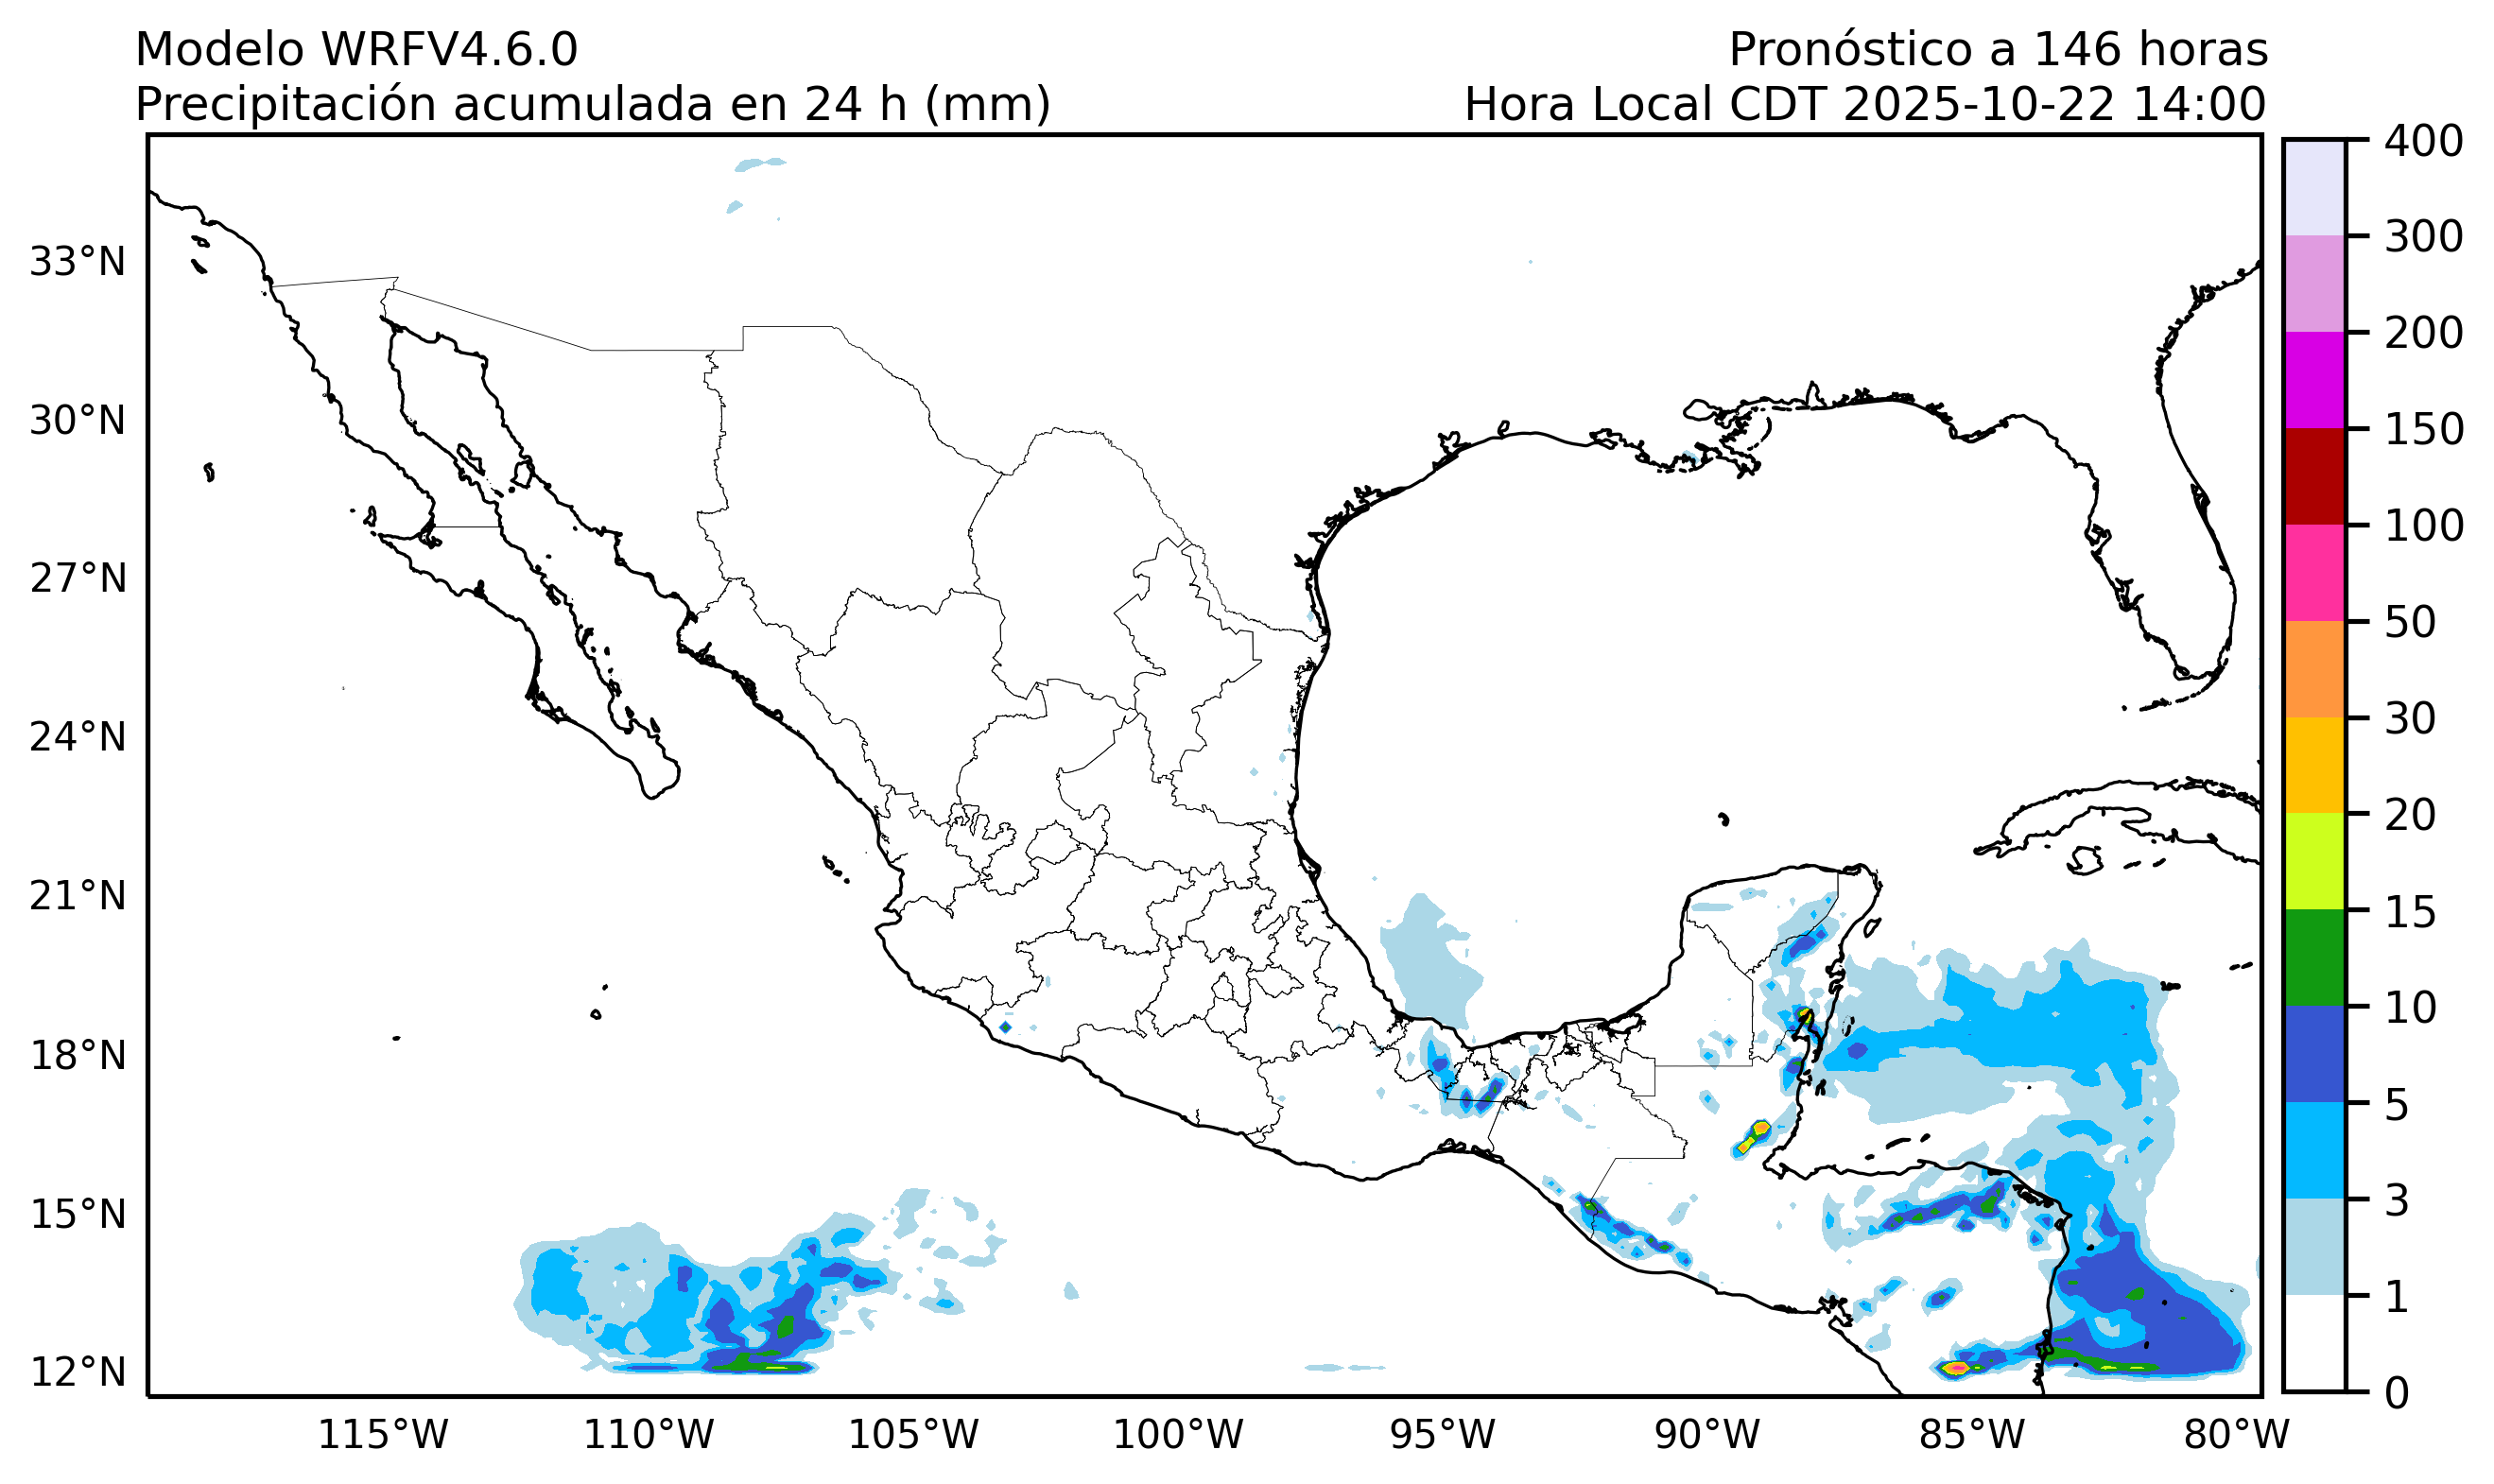 Modelo WRFV4.6.0
Pronóstico a 146 horas
Precipitación acumulada en 24 h (mm)
Hora Local CDT 2025-10-22 14:00
33°N
30°N
27°N
24°N
21°N
18°N
15°N
12°N
115°W
110°W
105°W
100°W
95°W
90°W
85°W
80°W
400
300
200
150
100
50
30
20
15
10
5
3
1
0